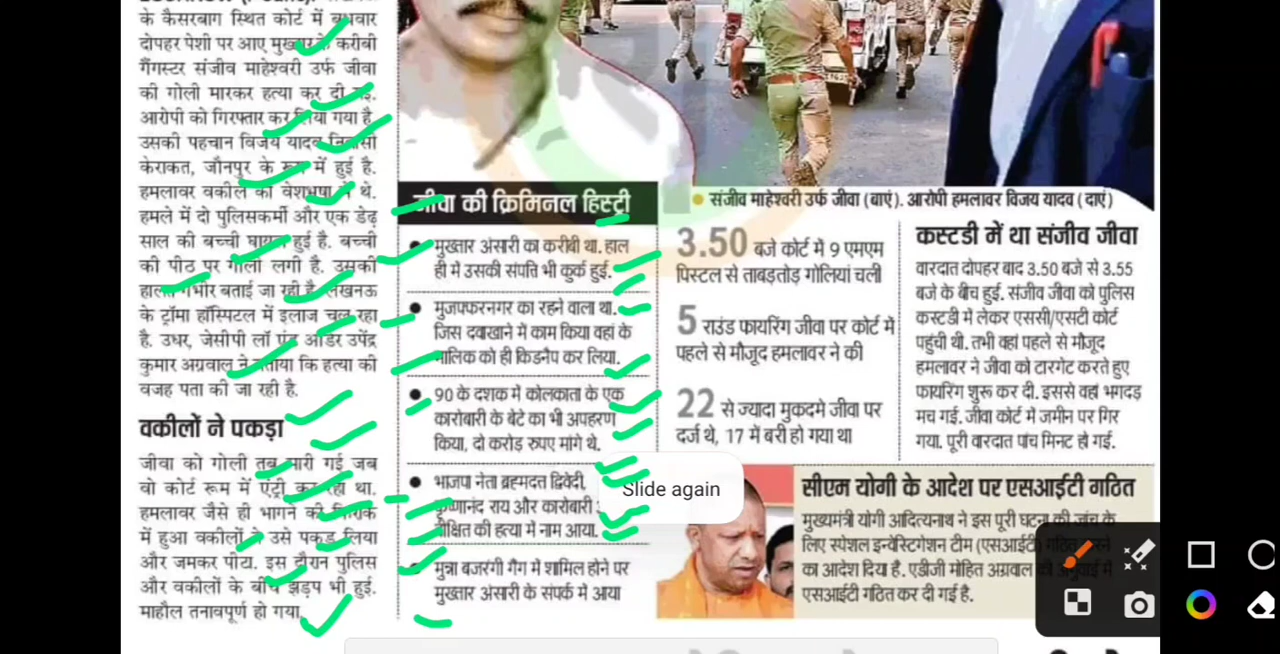 के कैसरबाग स्थित कोर्ट में बुधवार
दोपहर पेशी पर आए मुख्तार के करीबी
गैंगस्टर संजीव माहेश्वरी उर्फ जीवा
की गोली मारकर हत्या कर दी गई.
आरोपी को गिरफ्तार कर लिया गया है.
उसकी पहचान विजय यादव निवासी
केराकत, जौनपुर के रूप में हुई है.
हमलावर वकील की वेशभूषा में थे.
हमले में दो पुलिसकर्मी और एक डेढ़
साल की बच्ची घायल हुई है. बच्ची
की पीठ पर गोली लगी है. उसकी
हालत गंभीर बताई जा रही है. लखनऊ
के ट्रॉमा हॉस्पिटल में इलाज चल रहा
है. उधर, जेसीपी लॉ एंड ऑर्डर उपेंद्र
कुमार अग्रवाल ने बताया कि हत्या की
वजह पता की जा रही है.
वकीलों ने पकड़ा
जीवा को गोली तब मारी गई जब
वो कोर्ट रूम में एंट्री कर रहा था.
हमलावर जैसे ही भागने की फिराक
में हुआ वकीलों ने उसे पकड़ लिया
और जमकर पीटा. इस दौरान पुलिस
और वकीलों के बीच झड़प भी हुई.
माहौल तनावपूर्ण हो गया.
जीवा की क्रिमिनल हिस्ट्री
मुख्तार अंसारी का करीबी था. हाल
ही में उसकी संपति भी कुर्क हुई.
मुजफ्फरनगर का रहने वाला था.
जिस दवाखाने में काम किया वहां के
मालिक को ही किडनैप कर लिया.
90 के दशक में कोलकाता के एक
कारोबारी के बेटे का भी अपहरण
किया, दो करोड़ रुपए मांगे थे.
भाजपा नेता ब्रह्मदत्त द्विवेदी,
कृष्णानंद राय और कारोबारी
दीक्षित की हत्या में नाम आया.
मुन्ना बजरंगी गैंग में शामिल होने पर
मुख्तार अंसारी के संपर्क में आया
संजीव माहेश्वरी उर्फ जीवा (बाएं). आरोपी हमलावर विजय यादव (दाएं)
3.50 बजे कोर्ट में 9 एमएम
पिस्टल से ताबड़तोड़ गोलियां चली
5 राउंड फायरिंग जीवा पर कोर्ट में
पहले से मौजूद हमलावर ने की
22 से ज्यादा मुकदमे जीवा पर
दर्ज थे, 17 में बरी हो गया था
कस्टडी में था संजीव जीवा
वारदात दोपहर बाद 3.50 बजे से 3.55
बजे के बीच हुई. संजीव जीवा को पुलिस
कस्टडी में लेकर एससी/एसटी कोर्ट
पहुंची थी. तभी वहां पहले से मौजूद
हमलावर ने जीवा को टारगेट करते हुए
फायरिंग शुरू कर दी. इससे वहां भगदड़
मच गई. जीवा कोर्ट में जमीन पर गिर
गया. पूरी वारदात पांच मिनट हो गई.
Slide again
सीएम योगी के आदेश पर एसआईटी गठित
मुख्यमंत्री योगी आदित्यनाथ ने इस पूरी घटना की जांच के
लिए स्पेशल इन्वेस्टिगेशन टीम (एसआईटी) गठित करने
का आदेश दिया है. एडीजी मोहित अग्रवाल की अगुवाई में
एसआईटी गठित कर दी गई है.